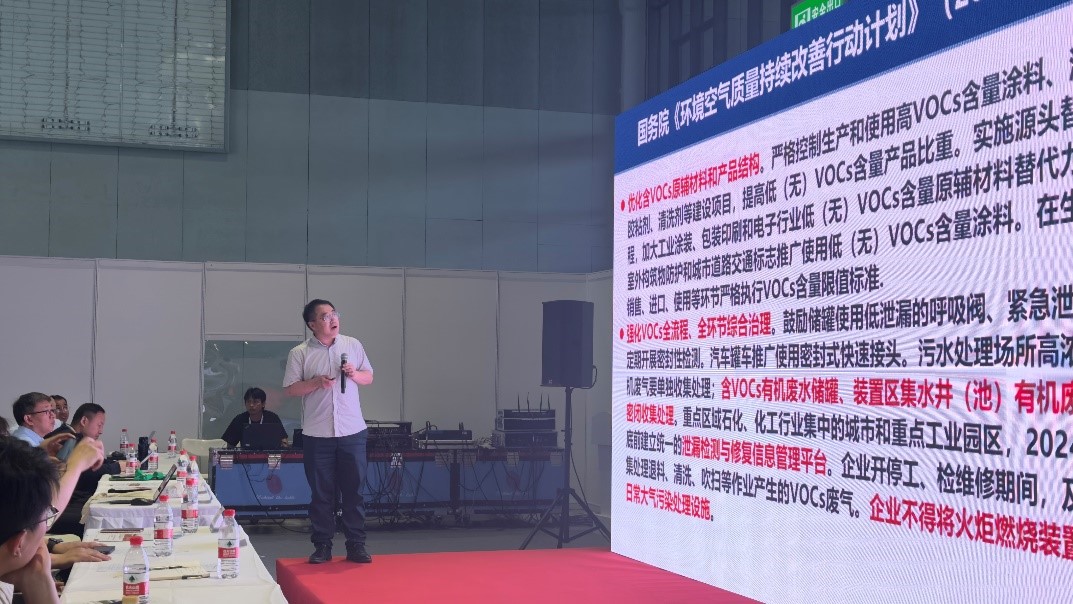 安全出口
国务院《环境空气质量持续改善行动计划》（20
● 优化含VOCs原辅材料和产品结构。严格控制生产和使用高VOCs含量涂料、
胶粘剂、清洗剂等建设项目，提高低（无）VOCs含量产品比重。实施源头替
程，加大工业涂装、包装印刷和电子行业低（无）VOCs含量原辅材料替代力
室外构筑物防护和城市道路交通标志推广使用低（无）VOCs含量涂料。在生
销售、进口、使用等环节严格执行VOCs含量限值标准。
● 强化VOCs全流程、全环节综合治理。鼓励储罐使用低泄漏的呼吸阀、紧急泄
定期开展密封性检测。汽车罐车推广使用密封式快速接头。污水处理场所高浓
机废气要单独收集处理；含VOCs有机废水储罐、装置区集水井（池）有机废
密闭收集处理。重点区域石化、化工行业集中的城市和重点工业园区，2024
底前建立统一的泄漏检测与修复信息管理平台。企业开停工、检维修期间，及
集处理退料、清洗、吹扫等作业产生的VOCs废气。企业不得将火炬燃烧装置
日常大气污染处理设施。